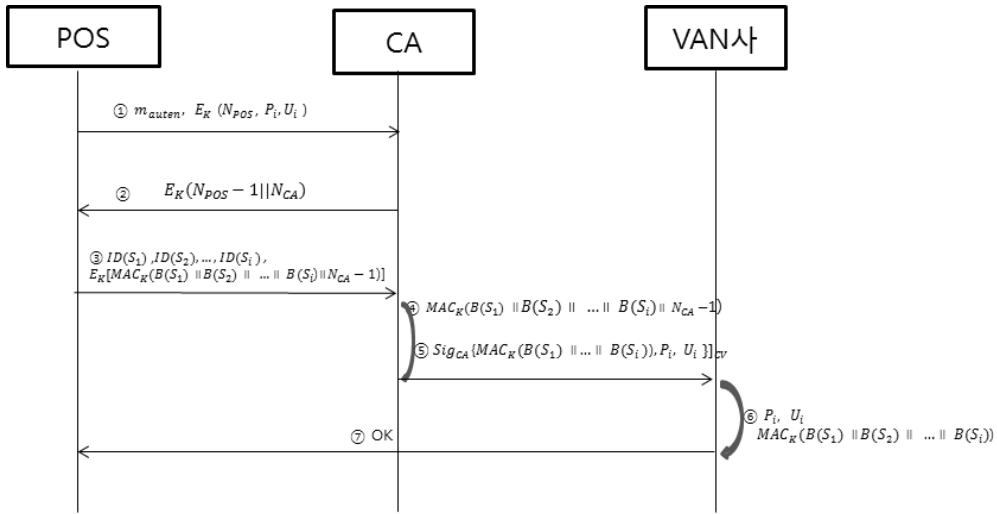 POS
CA
VAN사
① m_auten, E_K (N_POS, P_i, U_i )
② E_K(N_POS − 1||N_CA)
③ ID(S_1) ,ID(S_2), ..., ID(S_i) ,
E_K[MAC_K(B(S_1) ∥B(S_2) ∥ ...∥ B(S_i)∥N_CA − 1)]
④ MAC_K(B(S_1) ∥B(S_2) ∥ ...∥ B(S_i)∥ N_CA −1)
⑤ Sig_CA{MAC_K(B(S_1) ∥...∥ B(S_i)), P_i, U_i }]_CV
⑥ P_i, U_i
MAC_K(B(S_1) ∥B(S_2) ∥ ...∥ B(S_i))
⑦ OK